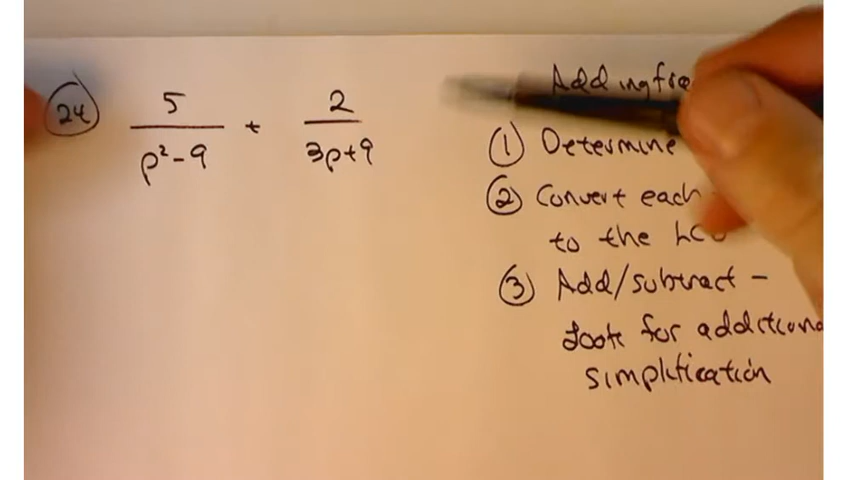 24 5/(p²-9) + 2/(3p+9)
Adding
① Determine
② Convert each
to the LCD
③ Add/subtract -
look for additional
simplification